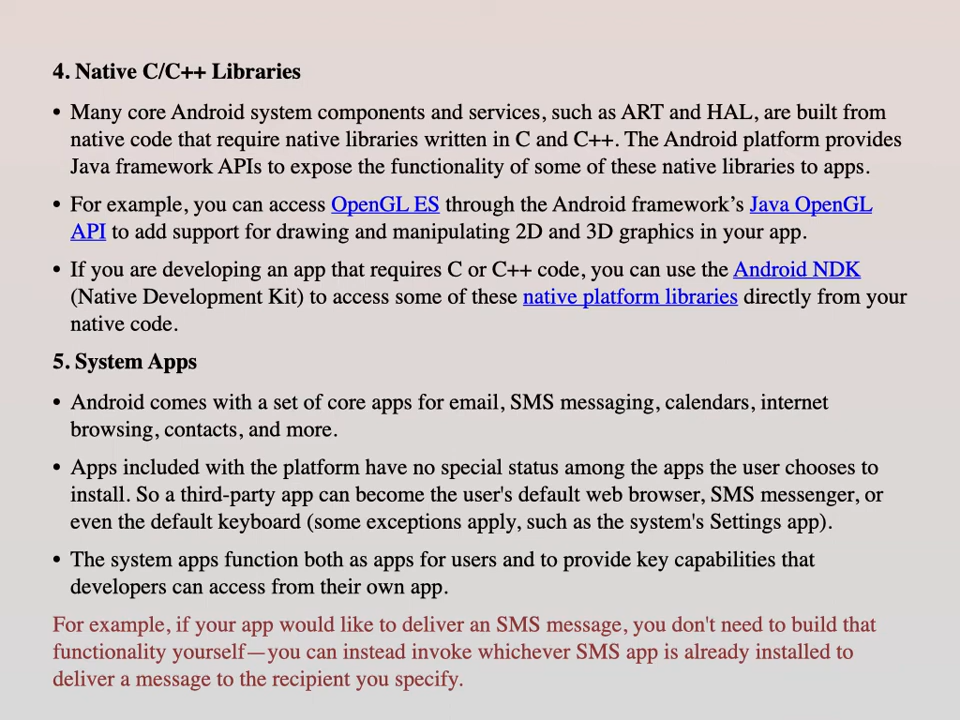 4. Native C/C++ Libraries
• Many core Android system components and services, such as ART and HAL, are built from
native code that require native libraries written in C and C++. The Android platform provides
Java framework APIs to expose the functionality of some of these native libraries to apps.
• For example, you can access OpenGL ES through the Android framework’s Java OpenGL
API to add support for drawing and manipulating 2D and 3D graphics in your app.
• If you are developing an app that requires C or C++ code, you can use the Android NDK
(Native Development Kit) to access some of these native platform libraries directly from your
native code.
5. System Apps
• Android comes with a set of core apps for email, SMS messaging, calendars, internet
browsing, contacts, and more.
• Apps included with the platform have no special status among the apps the user chooses to
install. So a third-party app can become the user's default web browser, SMS messenger, or
even the default keyboard (some exceptions apply, such as the system's Settings app).
• The system apps function both as apps for users and to provide key capabilities that
developers can access from their own app.
For example, if your app would like to deliver an SMS message, you don't need to build that
functionality yourself—you can instead invoke whichever SMS app is already installed to
deliver a message to the recipient you specify.